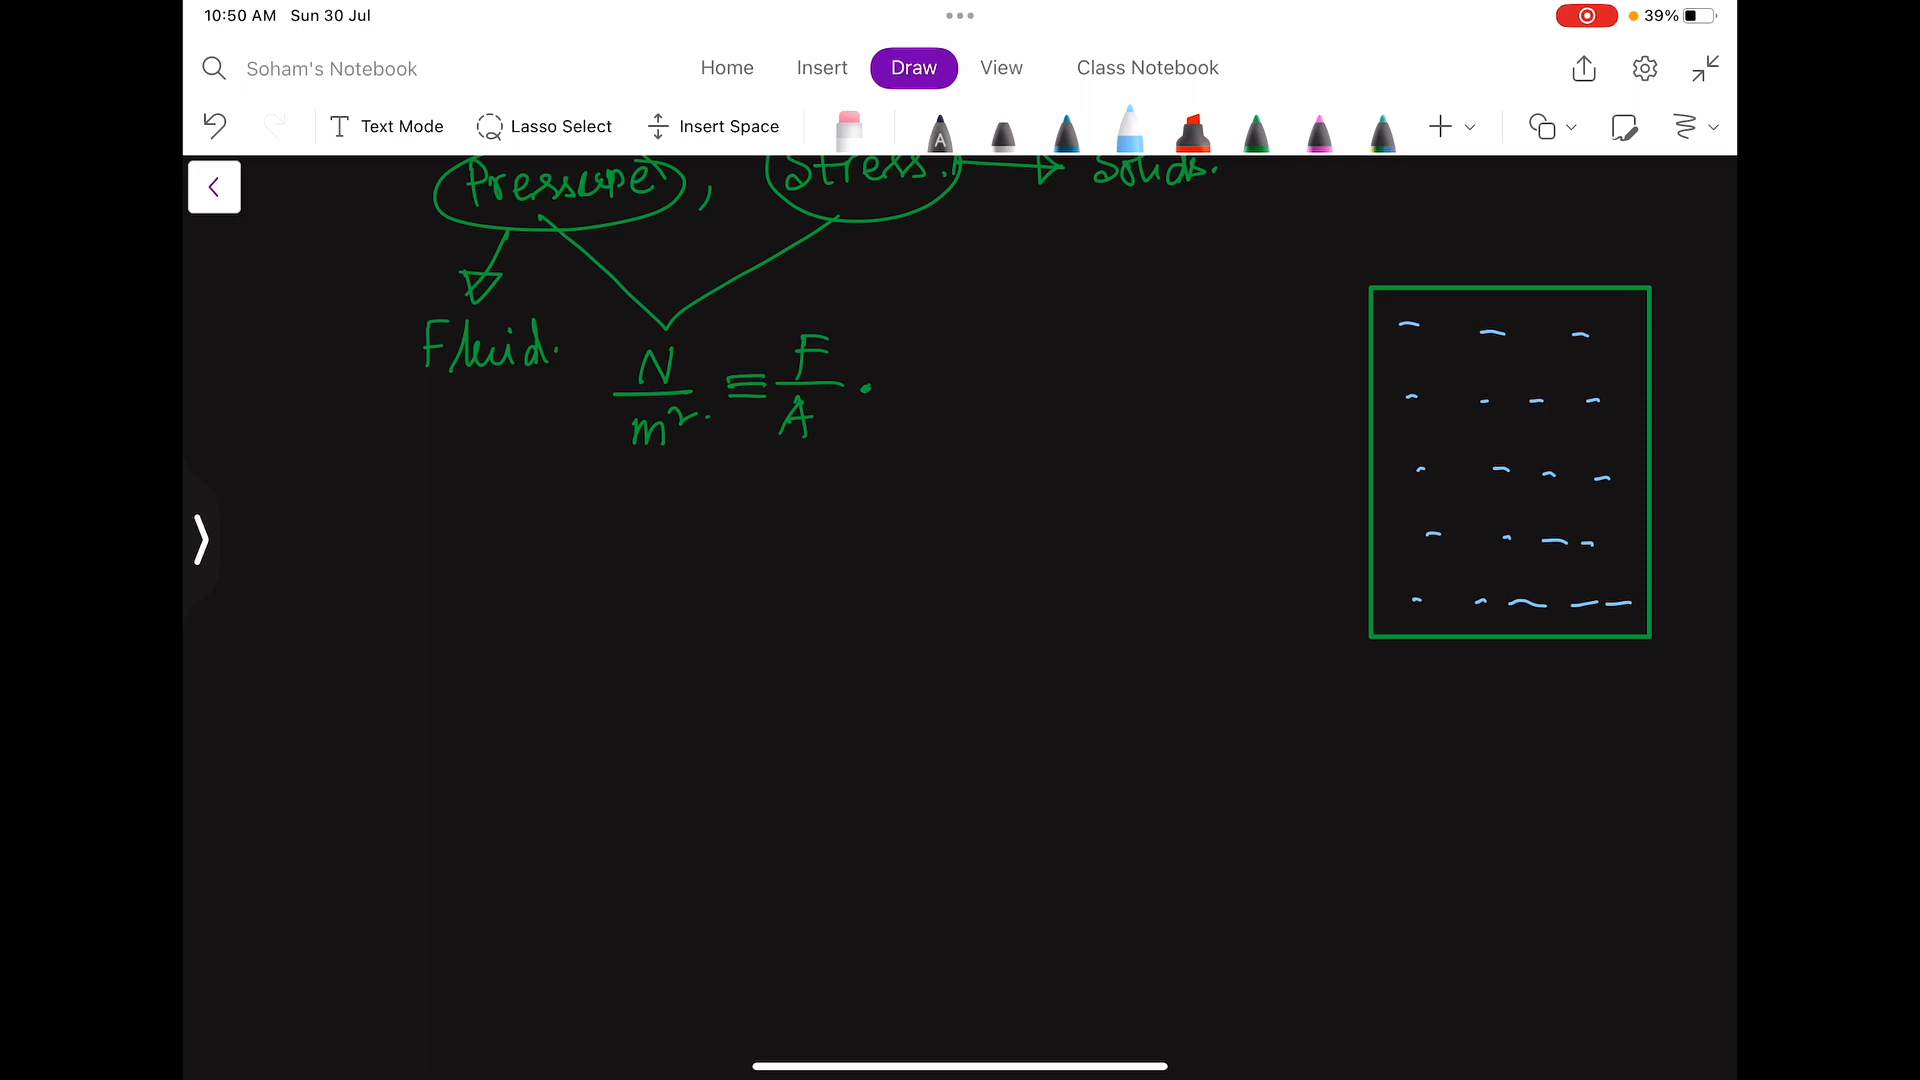 10:50 AM Sun 30 Jul 39%
Soham's Notebook Home Insert Draw View Class Notebook
Text Mode Lasso Select Insert Space A
Pressure, Stress. Solids.
Fluid.
N/m². ≡ F/A .